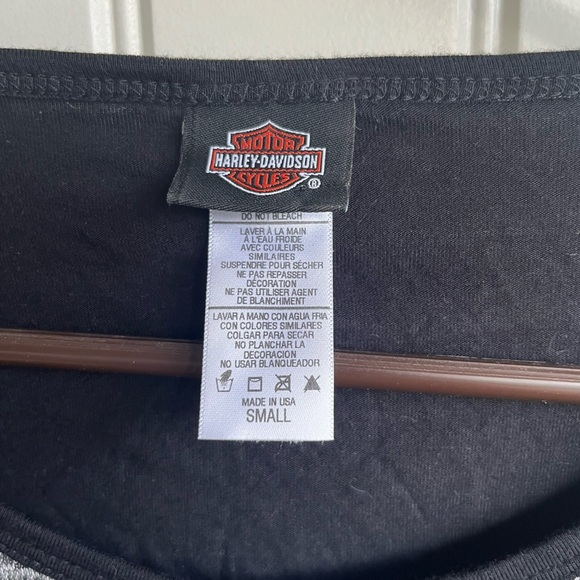 MOTOR
HARLEY-DAVIDSON
CYCLES
®
DO NOT BLEACH
LAVER À LA MAIN
À L'EAU FROIDE
AVEC COULEURS
SIMILAIRES
SUSPENDRE POUR SÉCHER
NE PAS REPASSER
DÉCORATION
NE PAS UTILISER AGENT
DE BLANCHIMENT
LAVAR A MANO CON AGUA FRIA
CON COLORES SIMILARES
COLGAR PARA SECAR
NO PLANCHAR LA
DECORACION
NO USAR BLANQUEADOR
MADE IN USA
SMALL